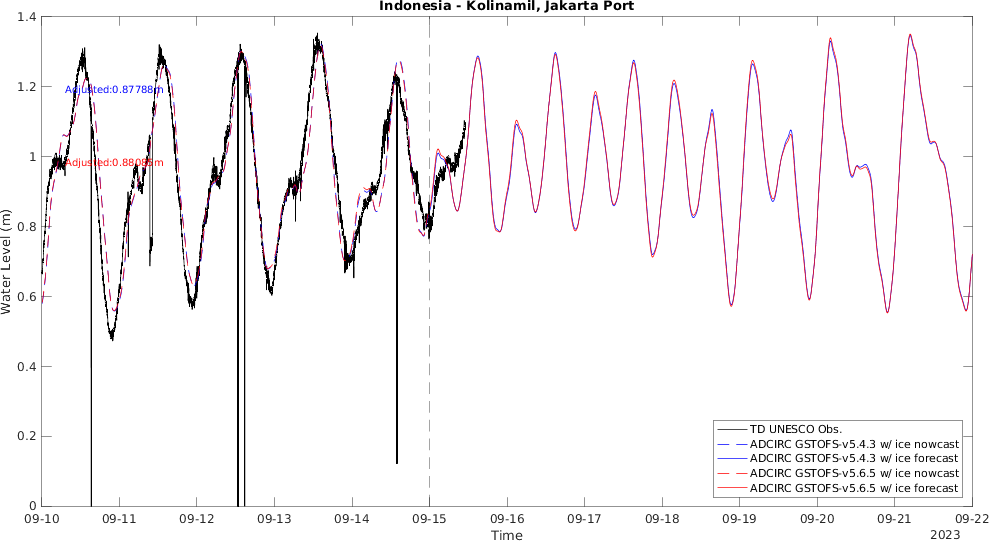 Indonesia - Kolinamil, Jakarta Port
1.4
1.2
1
0.8
0.6
0.4
0.2
0
Water Level (m)
Adjusted:0.87788m
TD UNESCO Obs.
ADCIRC GSTOFS-v5.4.3 w/ ice nowcast
ADCIRC GSTOFS-v5.4.3 w/ ice forecast
ADCIRC GSTOFS-v5.6.5 w/ ice nowcast
ADCIRC GSTOFS-v5.6.5 w/ ice forecast
09-10 09-11 09-12 09-13 09-14 09-15 09-16 09-17 09-18 09-19 09-20 09-21 09-22
Time
2023